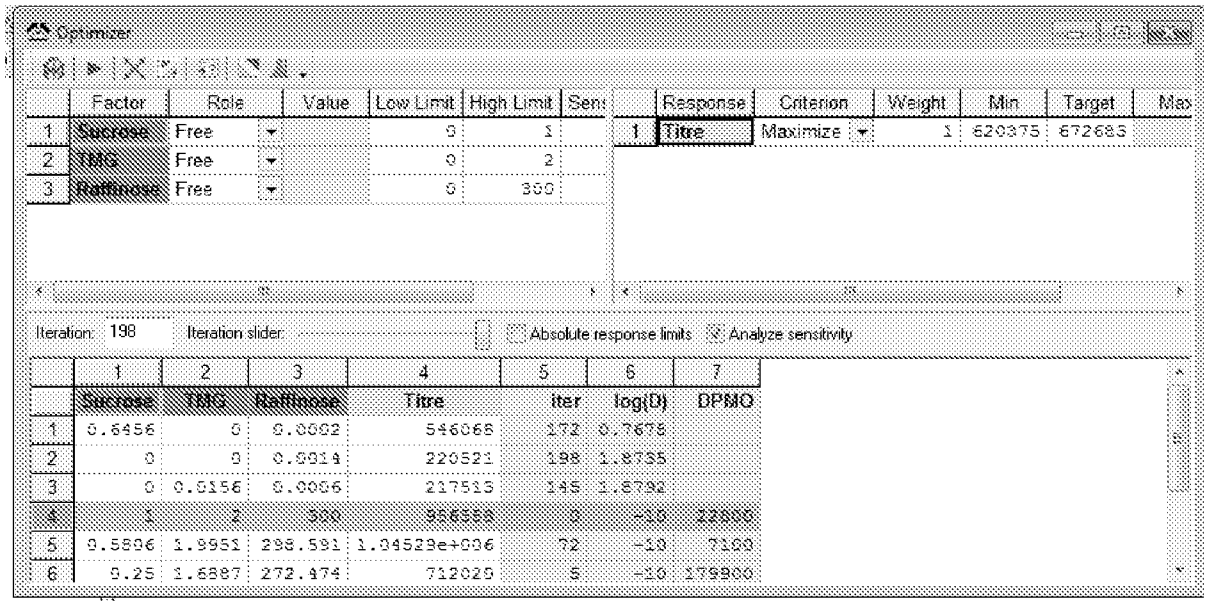 Optimizer
Factor Role Value Low Limit High Limit Sens
1 Sucrose Free 0 1
2 TMG Free 0 2
3 Raffinose Free 0 300
Response Criterion Weight Min Target Max
1 Titre Maximize 1 620375 672683
Iteration: 198 Iteration slider: Absolute response limits Analyze sensitivity
1 2 3 4 5 6 7
Sucrose TMG Raffinose Titre iter log(D) DPMO
1 0.6456 0 0.0002 546068 172
2 0 0 0.0014 220521 198 1.8735
3 0 0.0156 0.0006 217513 145 1.8792
4 1 2 300 0 -10 22800
5 0.5806 1.9951 298.591 1.04529e+006 72 -10 7100
6 0.25 1.6887 272.474 712020 5 -10 179900